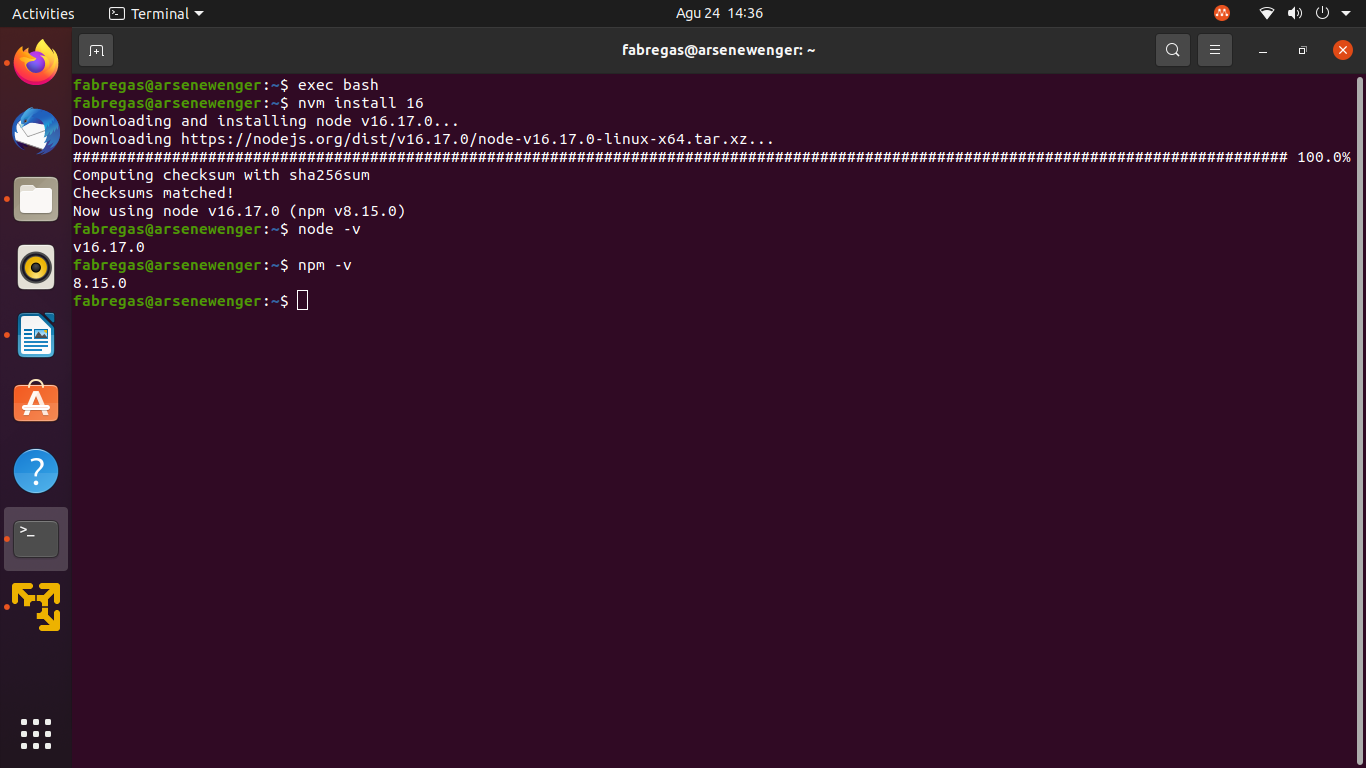 Activities Terminal Agu 24 14:36
fabregas@arsenewenger: ~
fabregas@arsenewenger:~$ exec bash
fabregas@arsenewenger:~$ nvm install 16
Downloading and installing node v16.17.0...
Downloading https://nodejs.org/dist/v16.17.0/node-v16.17.0-linux-x64.tar.xz...
####################################################################################################################################### 100.0%
Computing checksum with sha256sum
Checksums matched!
Now using node v16.17.0 (npm v8.15.0)
fabregas@arsenewenger:~$ node -v
v16.17.0
fabregas@arsenewenger:~$ npm -v
8.15.0
fabregas@arsenewenger:~$